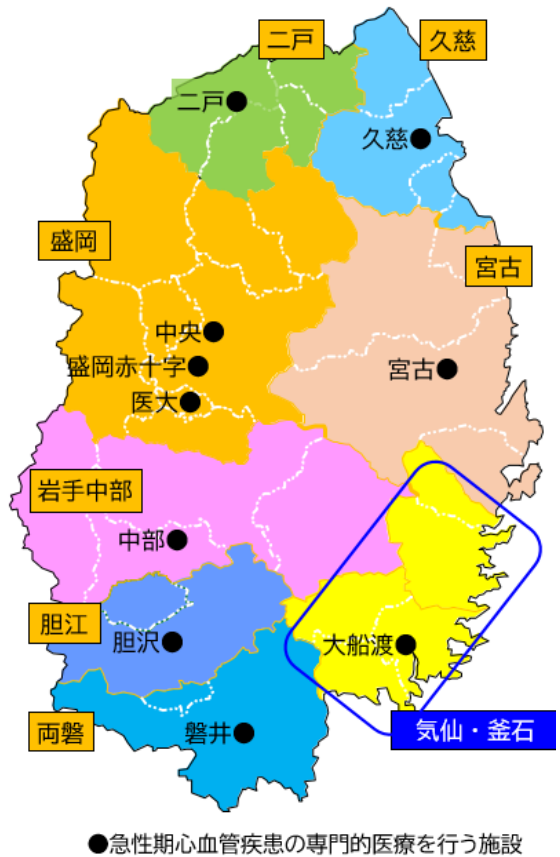 二戸
久慈
二戸●
久慈●
盛岡
宮古
中央●
盛岡赤十字●
宮古●
医大●
岩手中部
中部●
胆江
胆沢●
大船渡●
両磐
磐井●
気仙・釜石
●急性期心血管疾患の専門的医療を行う施設